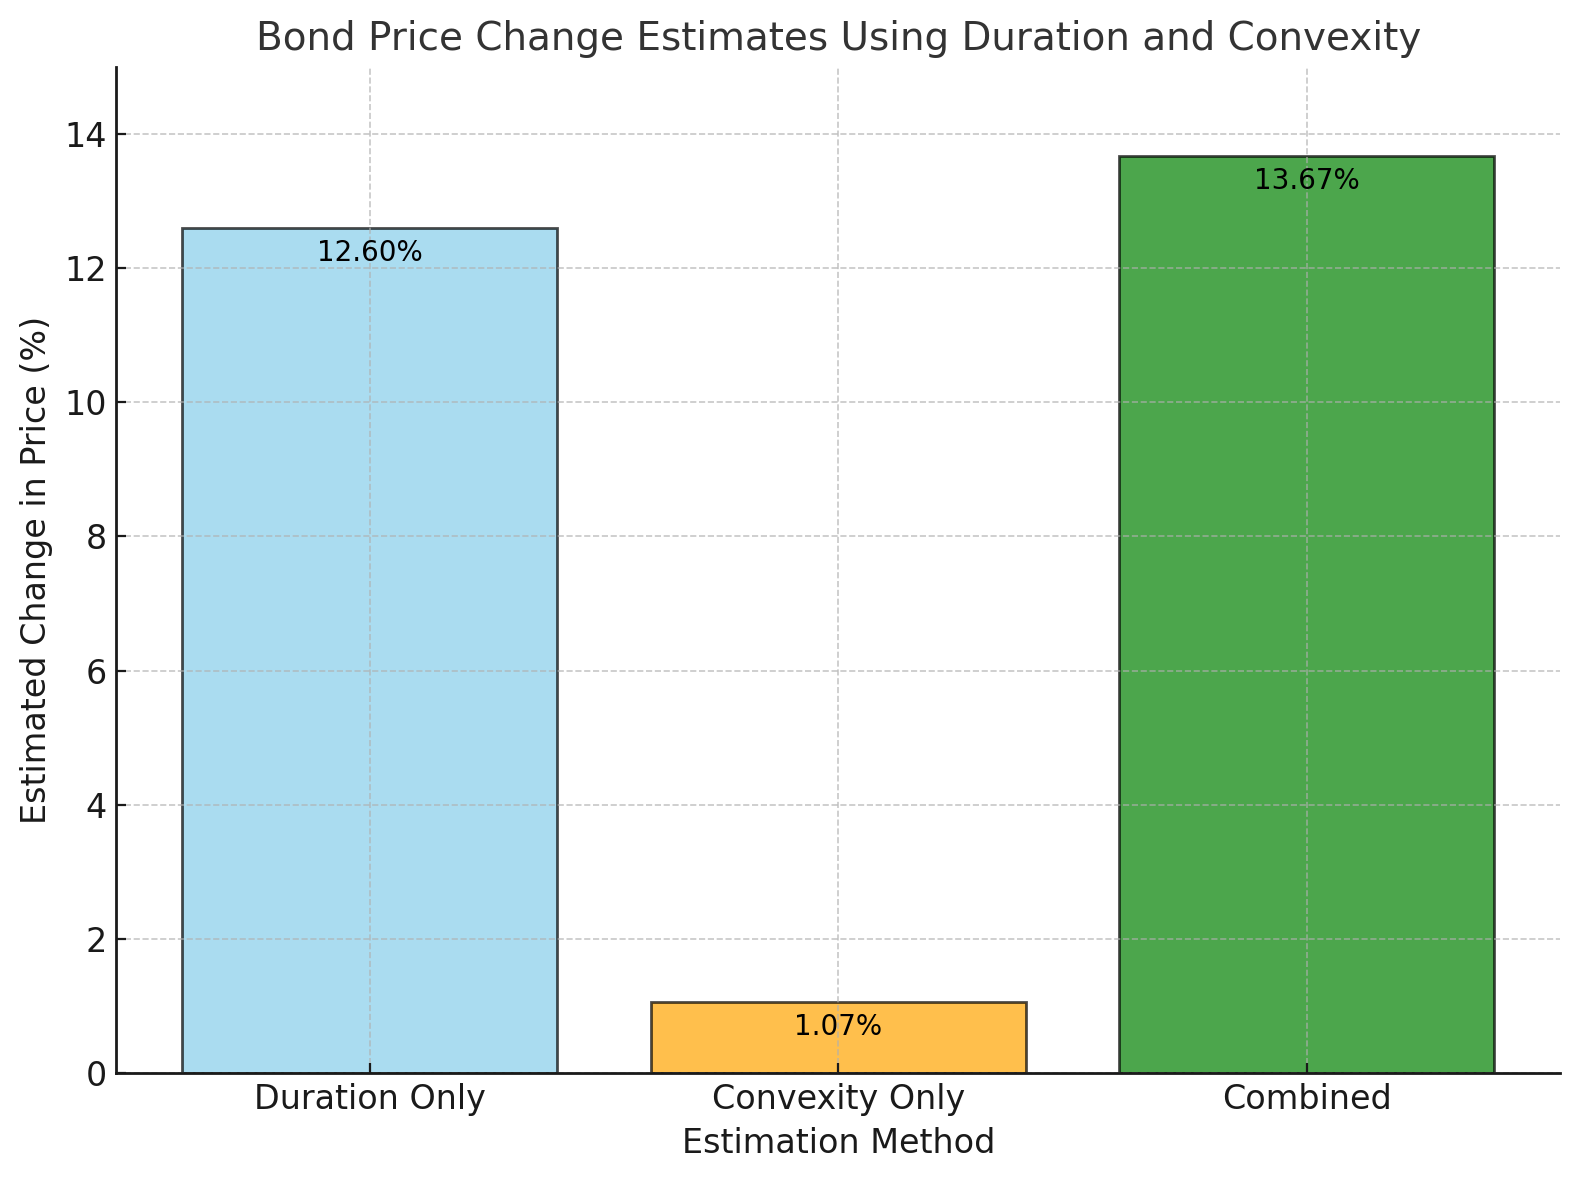 Bond Price Change Estimates Using Duration and Convexity
Estimated Change in Price (%)
14
12
10
8
6
4
2
0
12.60%
1.07%
13.67%
Duration Only
Convexity Only
Combined
Estimation Method